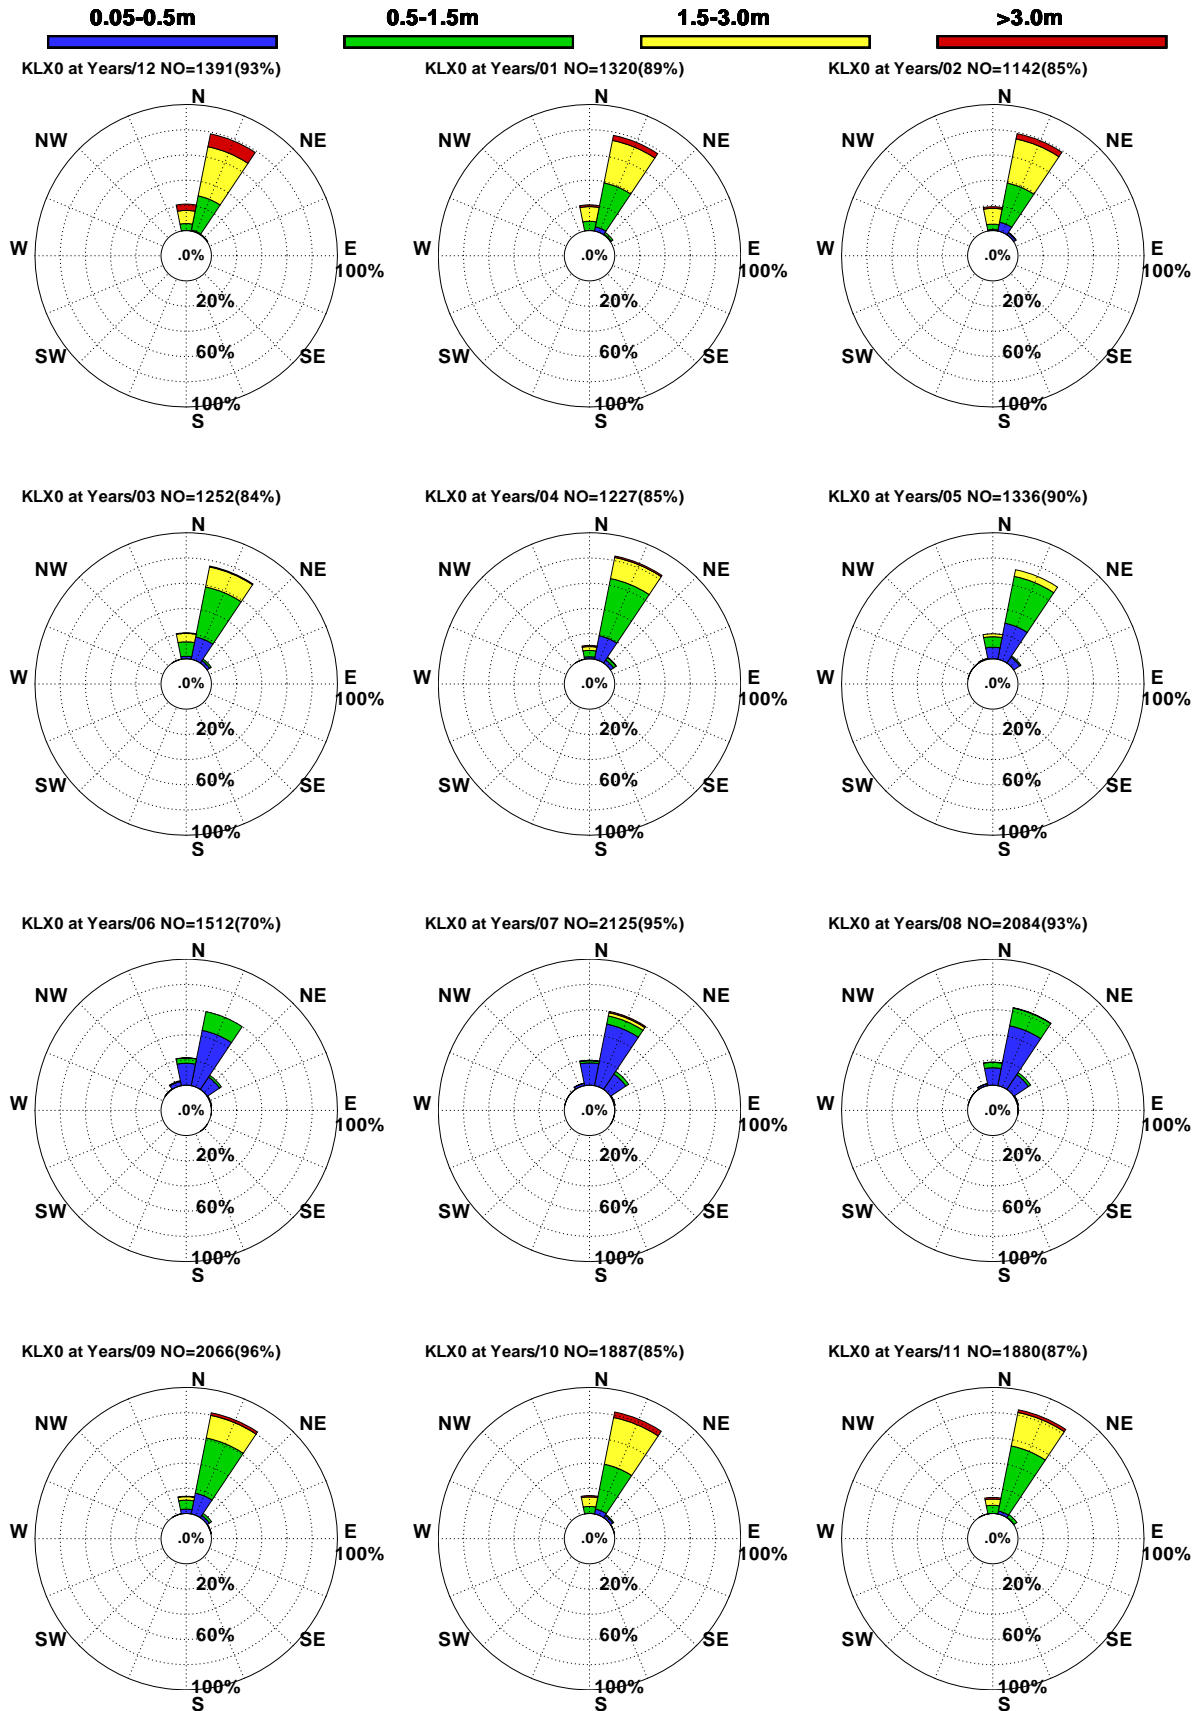 0.05-0.5m 0.5-1.5m 1.5-3.0m >3.0m
KLX0 at Years/12 NO=1391(93%) KLX0 at Years/01 NO=1320(89%) KLX0 at Years/02 NO=1142(85%)
N N N
NW NE NW NE NW NE
W .0% E W .0% E W .0% E
100% 100% 100%
20% 20% 20%
60% 60% 60%
SW SE SW SE SW SE
100% 100% 100%
S S S
KLX0 at Years/03 NO=1252(84%) KLX0 at Years/04 NO=1227(85%) KLX0 at Years/05 NO=1336(90%)
N N N
NW NE NW NE NW NE
W .0% E W .0% E W .0% E
100% 100% 100%
20% 20% 20%
60% 60% 60%
SW SE SW SE SW SE
100% 100% 100%
S S S
KLX0 at Years/06 NO=1512(70%) KLX0 at Years/07 NO=2125(95%) KLX0 at Years/08 NO=2084(93%)
N N N
NW NE NW NE NW NE
W .0% E W .0% E W .0% E
100% 100% 100%
20% 20% 20%
60% 60% 60%
SW SE SW SE SW SE
100% 100% 100%
S S S
KLX0 at Years/09 NO=2066(96%) KLX0 at Years/10 NO=1887(85%) KLX0 at Years/11 NO=1880(87%)
N N N
NW NE NW NE NW NE
W .0% E W .0% E W .0% E
100% 100% 100%
20% 20% 20%
60% 60% 60%
SW SE SW SE SW SE
100% 100% 100%
S S S